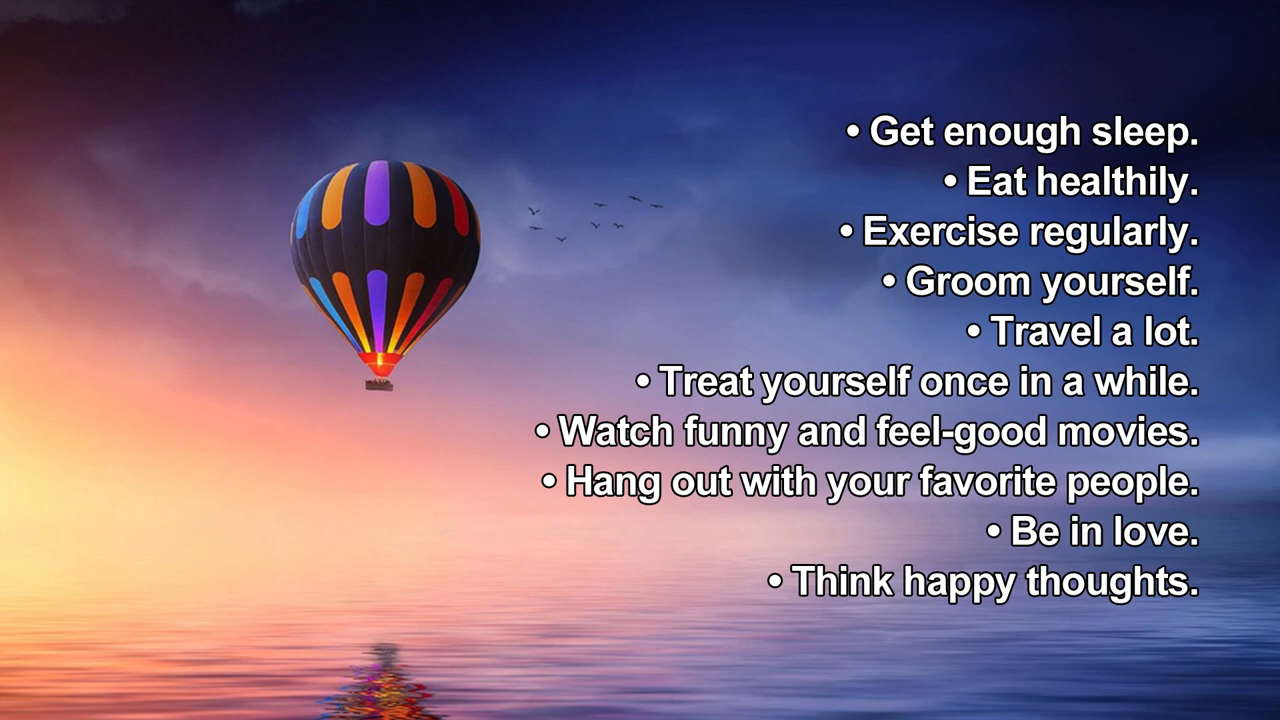 • Get enough sleep.
• Eat healthily.
• Exercise regularly.
• Groom yourself.
• Travel a lot.
• Treat yourself once in a while.
• Watch funny and feel-good movies.
• Hang out with your favorite people.
• Be in love.
• Think happy thoughts.